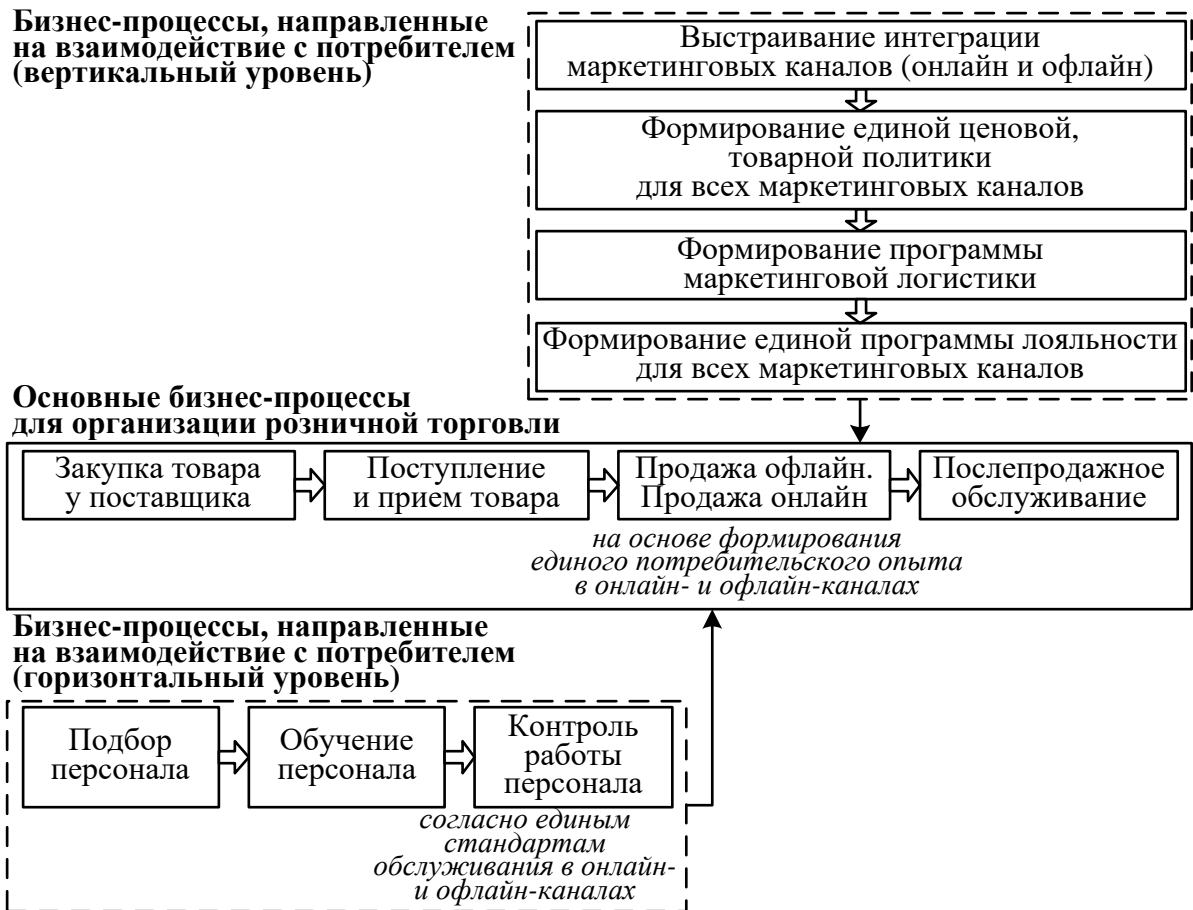 Бизнес-процессы, направленные
на взаимодействие с потребителем
(вертикальный уровень)
Выстраивание интеграции
маркетинговых каналов (онлайн и офлайн)
Формирование единой ценовой,
товарной политики
для всех маркетинговых каналов
Формирование программы
маркетинговой логистики
Формирование единой программы лояльности
для всех маркетинговых каналов
Основные бизнес-процессы
для организации розничной торговли
Закупка товара
у поставщика
Поступление
и прием товара
Продажа офлайн.
Продажа онлайн
Послепродажное
обслуживание
на основе формирования
единого потребительского опыта
в онлайн- и офлайн-каналах
Бизнес-процессы, направленные
на взаимодействие с потребителем
(горизонтальный уровень)
Подбор
персонала
Обучение
персонала
Контроль
работы
персонала
согласно единым
стандартам
обслуживания в онлайн-
и офлайн-каналах